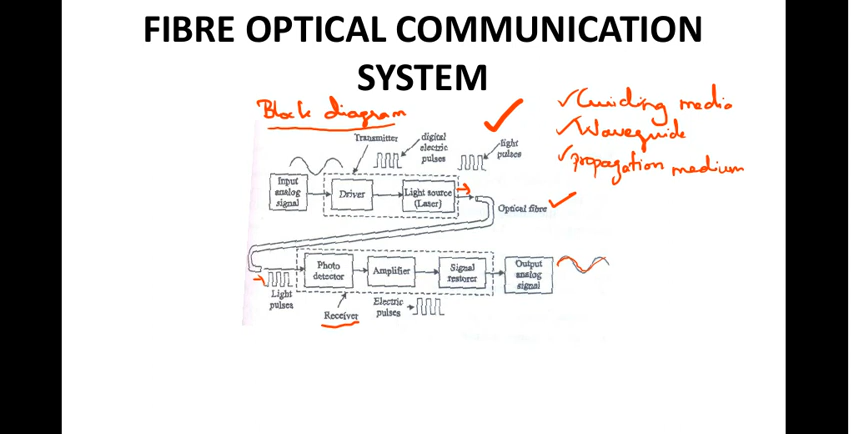 FIBRE OPTICAL COMMUNICATION
SYSTEM
Block diagram
✓ Guiding media
✓ Waveguide
✓ propagation medium
Transmitter
digital
electric
pulses
light
pulses
Input
analog
signal
Driver
Light source
(Laser)
Optical fibre
Photo
detector
Amplifier
Signal
restorer
Output
analog
signal
Light
pulses
Receiver
Electric
pulses